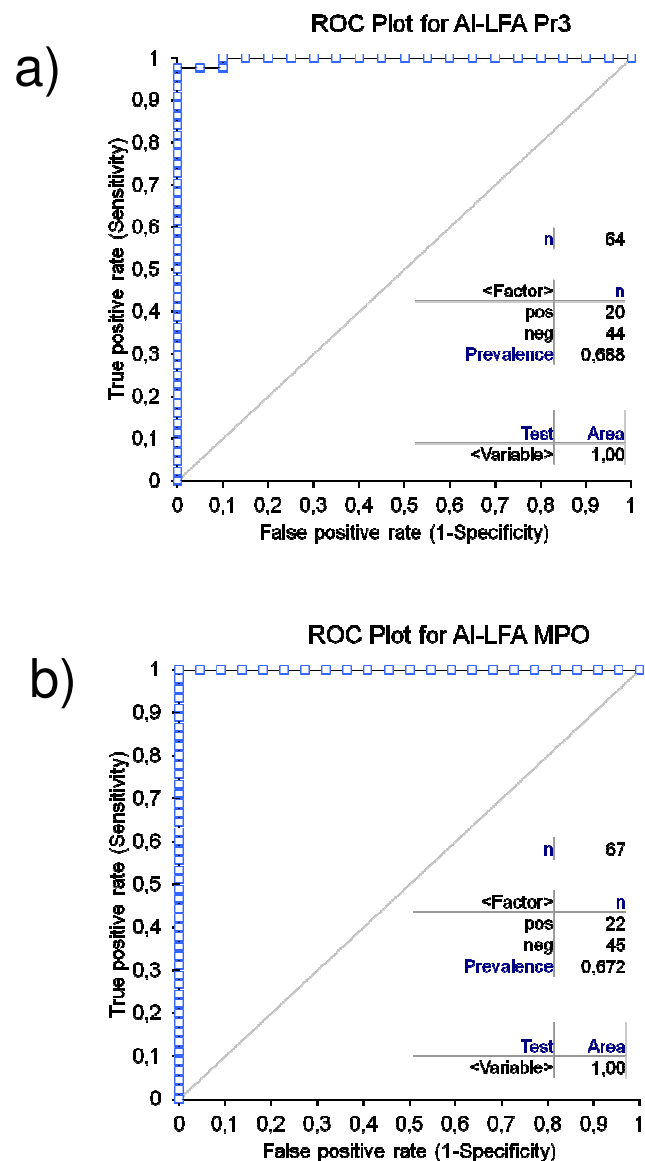 ROC Plot for AI-LFA Pr3
a)
True positive rate (Sensitivity)
1
0,9
0,8
0,7
0,6
0,5
0,4
0,3
0,2
0,1
0
n 64
<Factor> n
pos 20
neg 44
Prevalence 0,688
Test Area
<Variable> 1,00
0 0,1 0,2 0,3 0,4 0,5 0,6 0,7 0,8 0,9 1
False positive rate (1-Specificity)
ROC Plot for AI-LFA MPO
b)
True positive rate (Sensitivity)
1
0,9
0,8
0,7
0,6
0,5
0,4
0,3
0,2
0,1
0
n 67
<Factor> n
pos 22
neg 45
Prevalence 0,672
Test Area
<Variable> 1,00
0 0,1 0,2 0,3 0,4 0,5 0,6 0,7 0,8 0,9 1
False positive rate (1-Specificity)